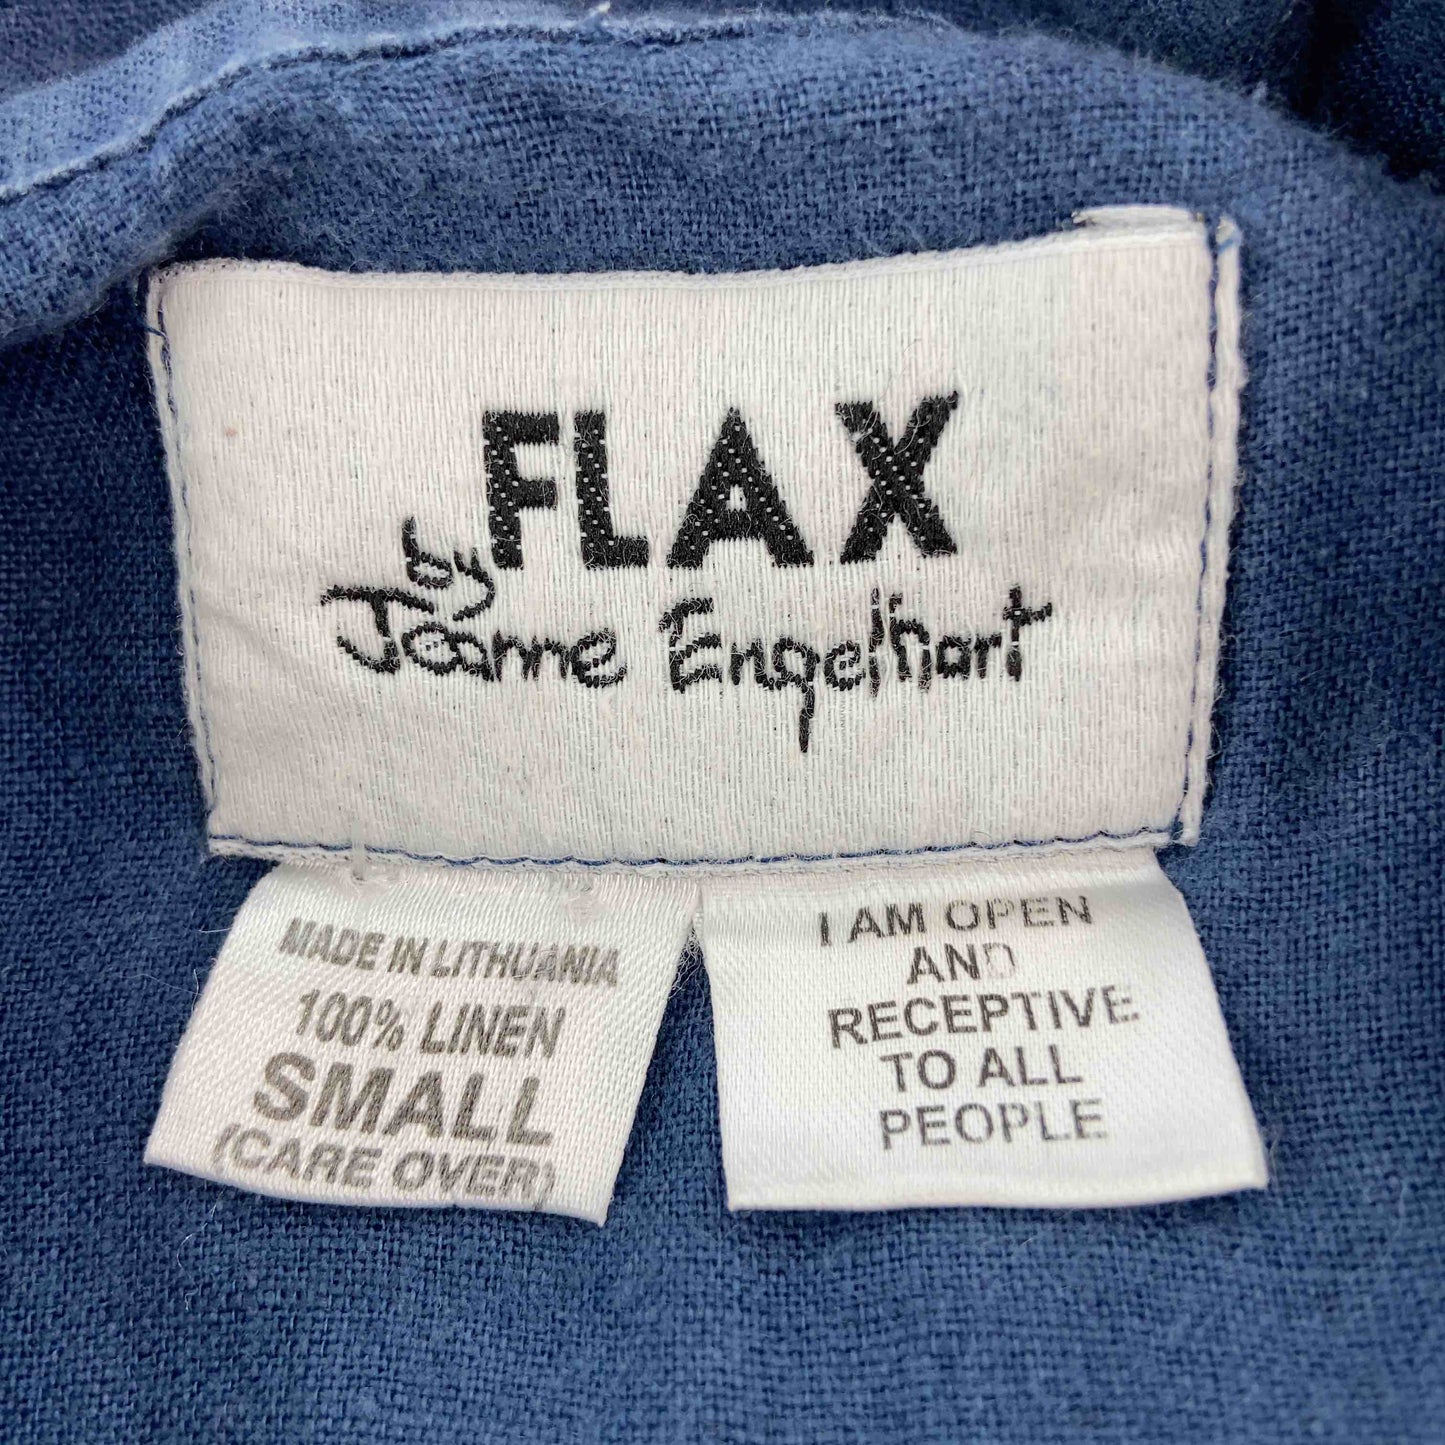 FLAX
by
Jeanne Engelhart
MADE IN LITHUANIA
100% LINEN
SMALL
(CARE OVER)
I AM OPEN
AND
RECEPTIVE
TO ALL
PEOPLE